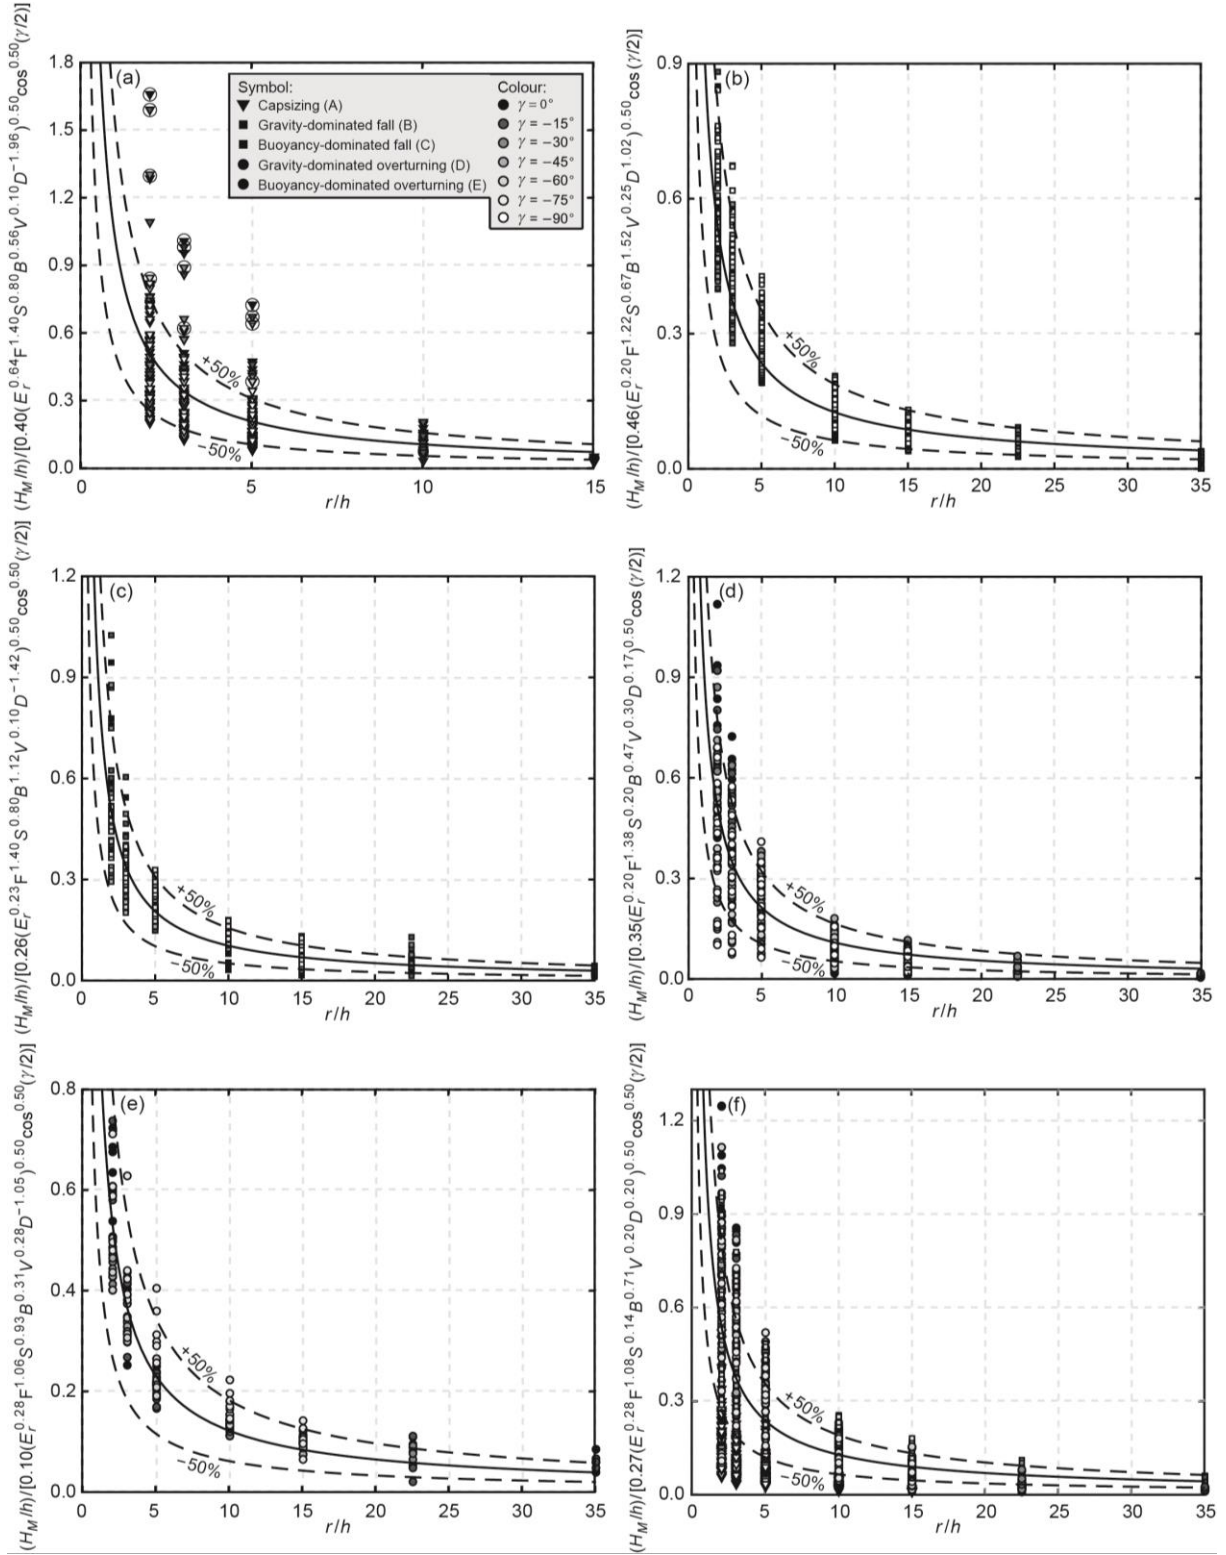 (H_M/h)/[0.40(E_r^0.64F^1.40S^0.80B^0.56V^0.10D^−1.96)^0.50cos^0.50(γ/2)]
1.8
1.5
1.2
0.9
0.6
0.3
0.0
(a)
Symbol:
Capsizing (A)
Gravity-dominated fall (B)
Buoyancy-dominated fall (C)
Gravity-dominated overturning (D)
Buoyancy-dominated overturning (E)
Colour:
γ = 0°
γ = −15°
γ = −30°
γ = −45°
γ = −60°
γ = −75°
γ = −90°
+50%
−50%
0 5 10 15
r/h
(H_M/h)/[0.46(E_r^0.20F^1.22S^0.67B^1.52V^0.25D^1.02)^0.50cos(γ/2)]
0.9
0.6
0.3
0.0
(b)
+50%
−50%
0 5 10 15 20 25 30 35
r/h
(H_M/h)/[0.26(E_r^0.23F^1.40S^0.80B^1.12V^0.10D^−1.42)^0.50cos^0.50(γ/2)]
1.2
0.9
0.6
0.3
0.0
(c)
+50%
−50%
0 5 10 15 20 25 30 35
r/h
(H_M/h)/[0.35(E_r^0.20F^1.38S^0.20B^0.47V^0.30D^0.17)^0.50cos(γ/2)]
1.2
0.9
0.6
0.3
0.0
(d)
+50%
−50%
0 5 10 15 20 25 30 35
r/h
(H_M/h)/[0.10(E_r^0.28F^1.06S^0.93B^0.31V^0.28D^−1.05)^0.50cos^0.50(γ/2)]
0.8
0.6
0.4
0.2
0.0
(e)
+50%
−50%
0 5 10 15 20 25 30 35
r/h
(H_M/h)/[0.27(E_r^0.28F^1.08S^0.14B^0.71V^0.20D^0.20)^0.50cos^0.50(γ/2)]
1.2
0.9
0.6
0.3
0.0
(f)
+50%
−50%
0 5 10 15 20 25 30 35
r/h